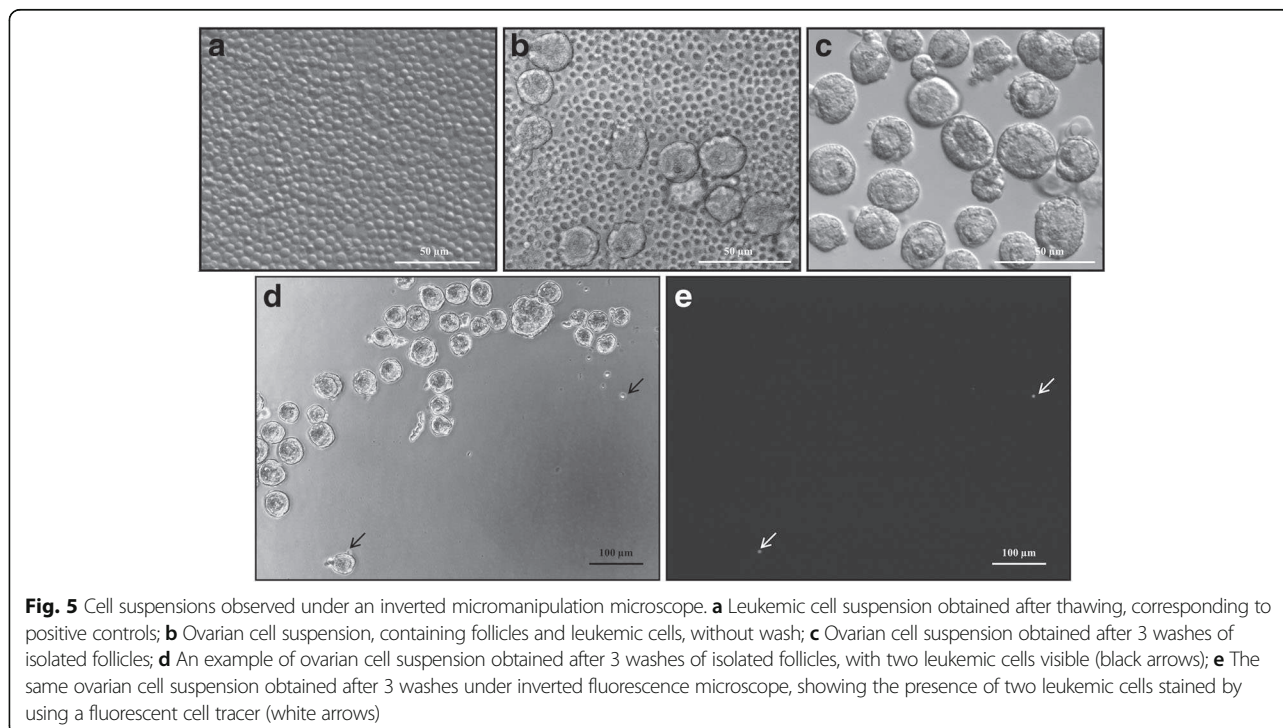 a
b
c
50 µm
50 µm
50 µm
d
e
100 µm
100 µm
Fig. 5 Cell suspensions observed under an inverted micromanipulation microscope. a Leukemic cell suspension obtained after thawing, corresponding to
positive controls; b Ovarian cell suspension, containing follicles and leukemic cells, without wash; c Ovarian cell suspension obtained after 3 washes of
isolated follicles; d An example of ovarian cell suspension obtained after 3 washes of isolated follicles, with two leukemic cells visible (black arrows); e The
same ovarian cell suspension obtained after 3 washes under inverted fluorescence microscope, showing the presence of two leukemic cells stained by
using a fluorescent cell tracer (white arrows)